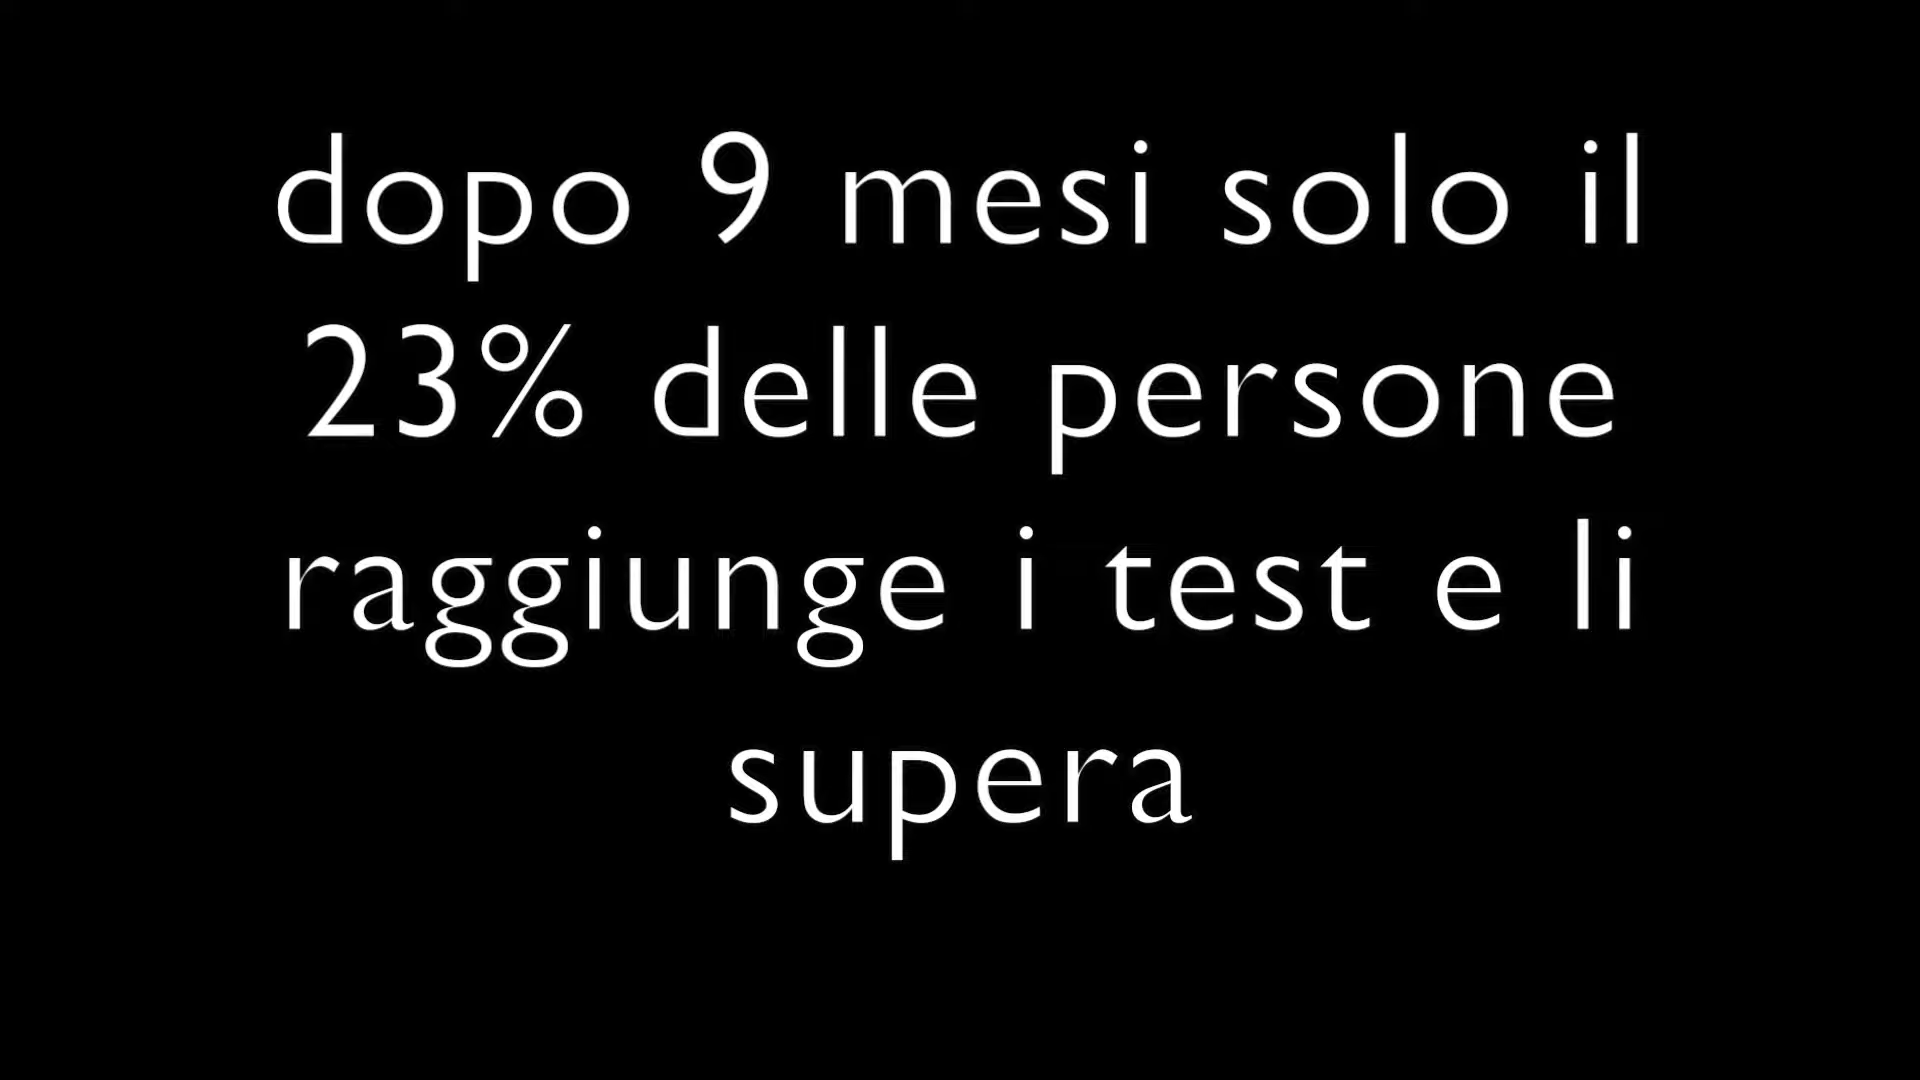 dopo 9 mesi solo il
23% delle persone
raggiunge i test e li
supera